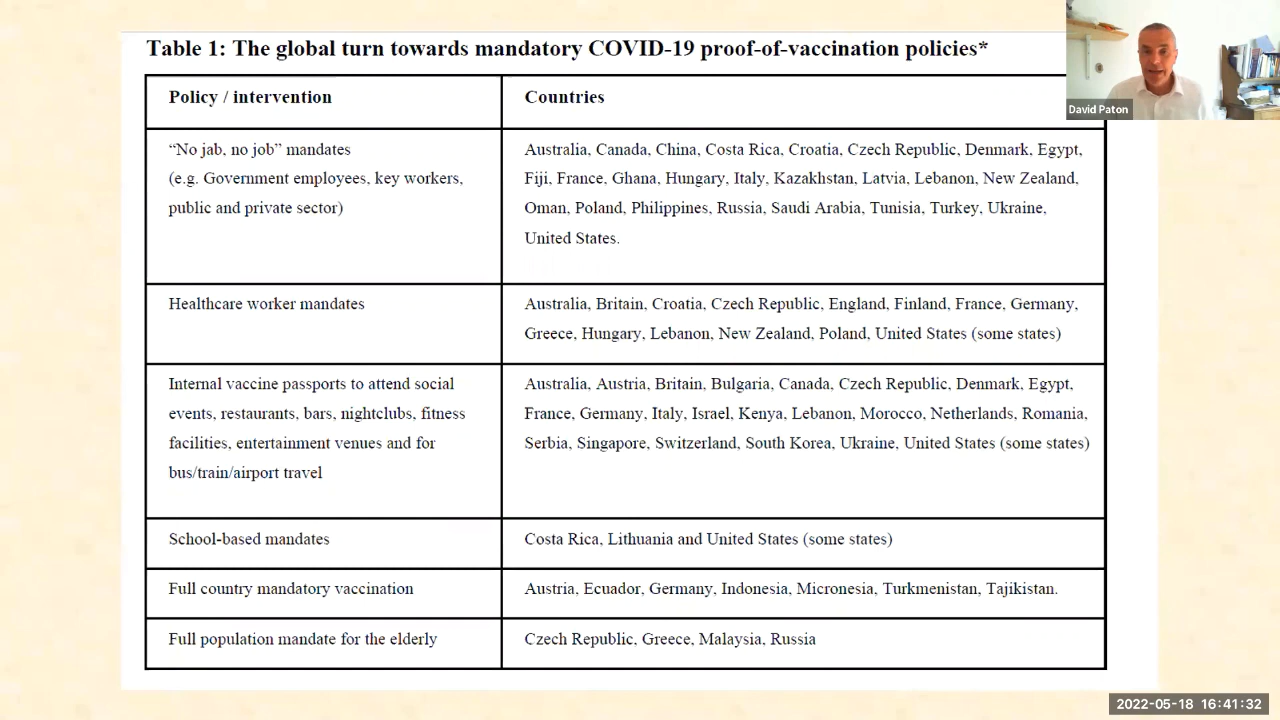 Table 1: The global turn towards mandatory COVID-19 proof-of-vaccination policies*
David Paton
Policy / intervention
Countries
“No jab, no job” mandates
(e.g. Government employees, key workers,
public and private sector)
Australia, Canada, China, Costa Rica, Croatia, Czech Republic, Denmark, Egypt,
Fiji, France, Ghana, Hungary, Italy, Kazakhstan, Latvia, Lebanon, New Zealand,
Oman, Poland, Philippines, Russia, Saudi Arabia, Tunisia, Turkey, Ukraine,
United States.
Healthcare worker mandates
Australia, Britain, Croatia, Czech Republic, England, Finland, France, Germany,
Greece, Hungary, Lebanon, New Zealand, Poland, United States (some states)
Internal vaccine passports to attend social
events, restaurants, bars, nightclubs, fitness
facilities, entertainment venues and for
bus/train/airport travel
Australia, Austria, Britain, Bulgaria, Canada, Czech Republic, Denmark, Egypt,
France, Germany, Italy, Israel, Kenya, Lebanon, Morocco, Netherlands, Romania,
Serbia, Singapore, Switzerland, South Korea, Ukraine, United States (some states)
School-based mandates
Costa Rica, Lithuania and United States (some states)
Full country mandatory vaccination
Austria, Ecuador, Germany, Indonesia, Micronesia, Turkmenistan, Tajikistan.
Full population mandate for the elderly
Czech Republic, Greece, Malaysia, Russia
2022-05-18 16:41:32